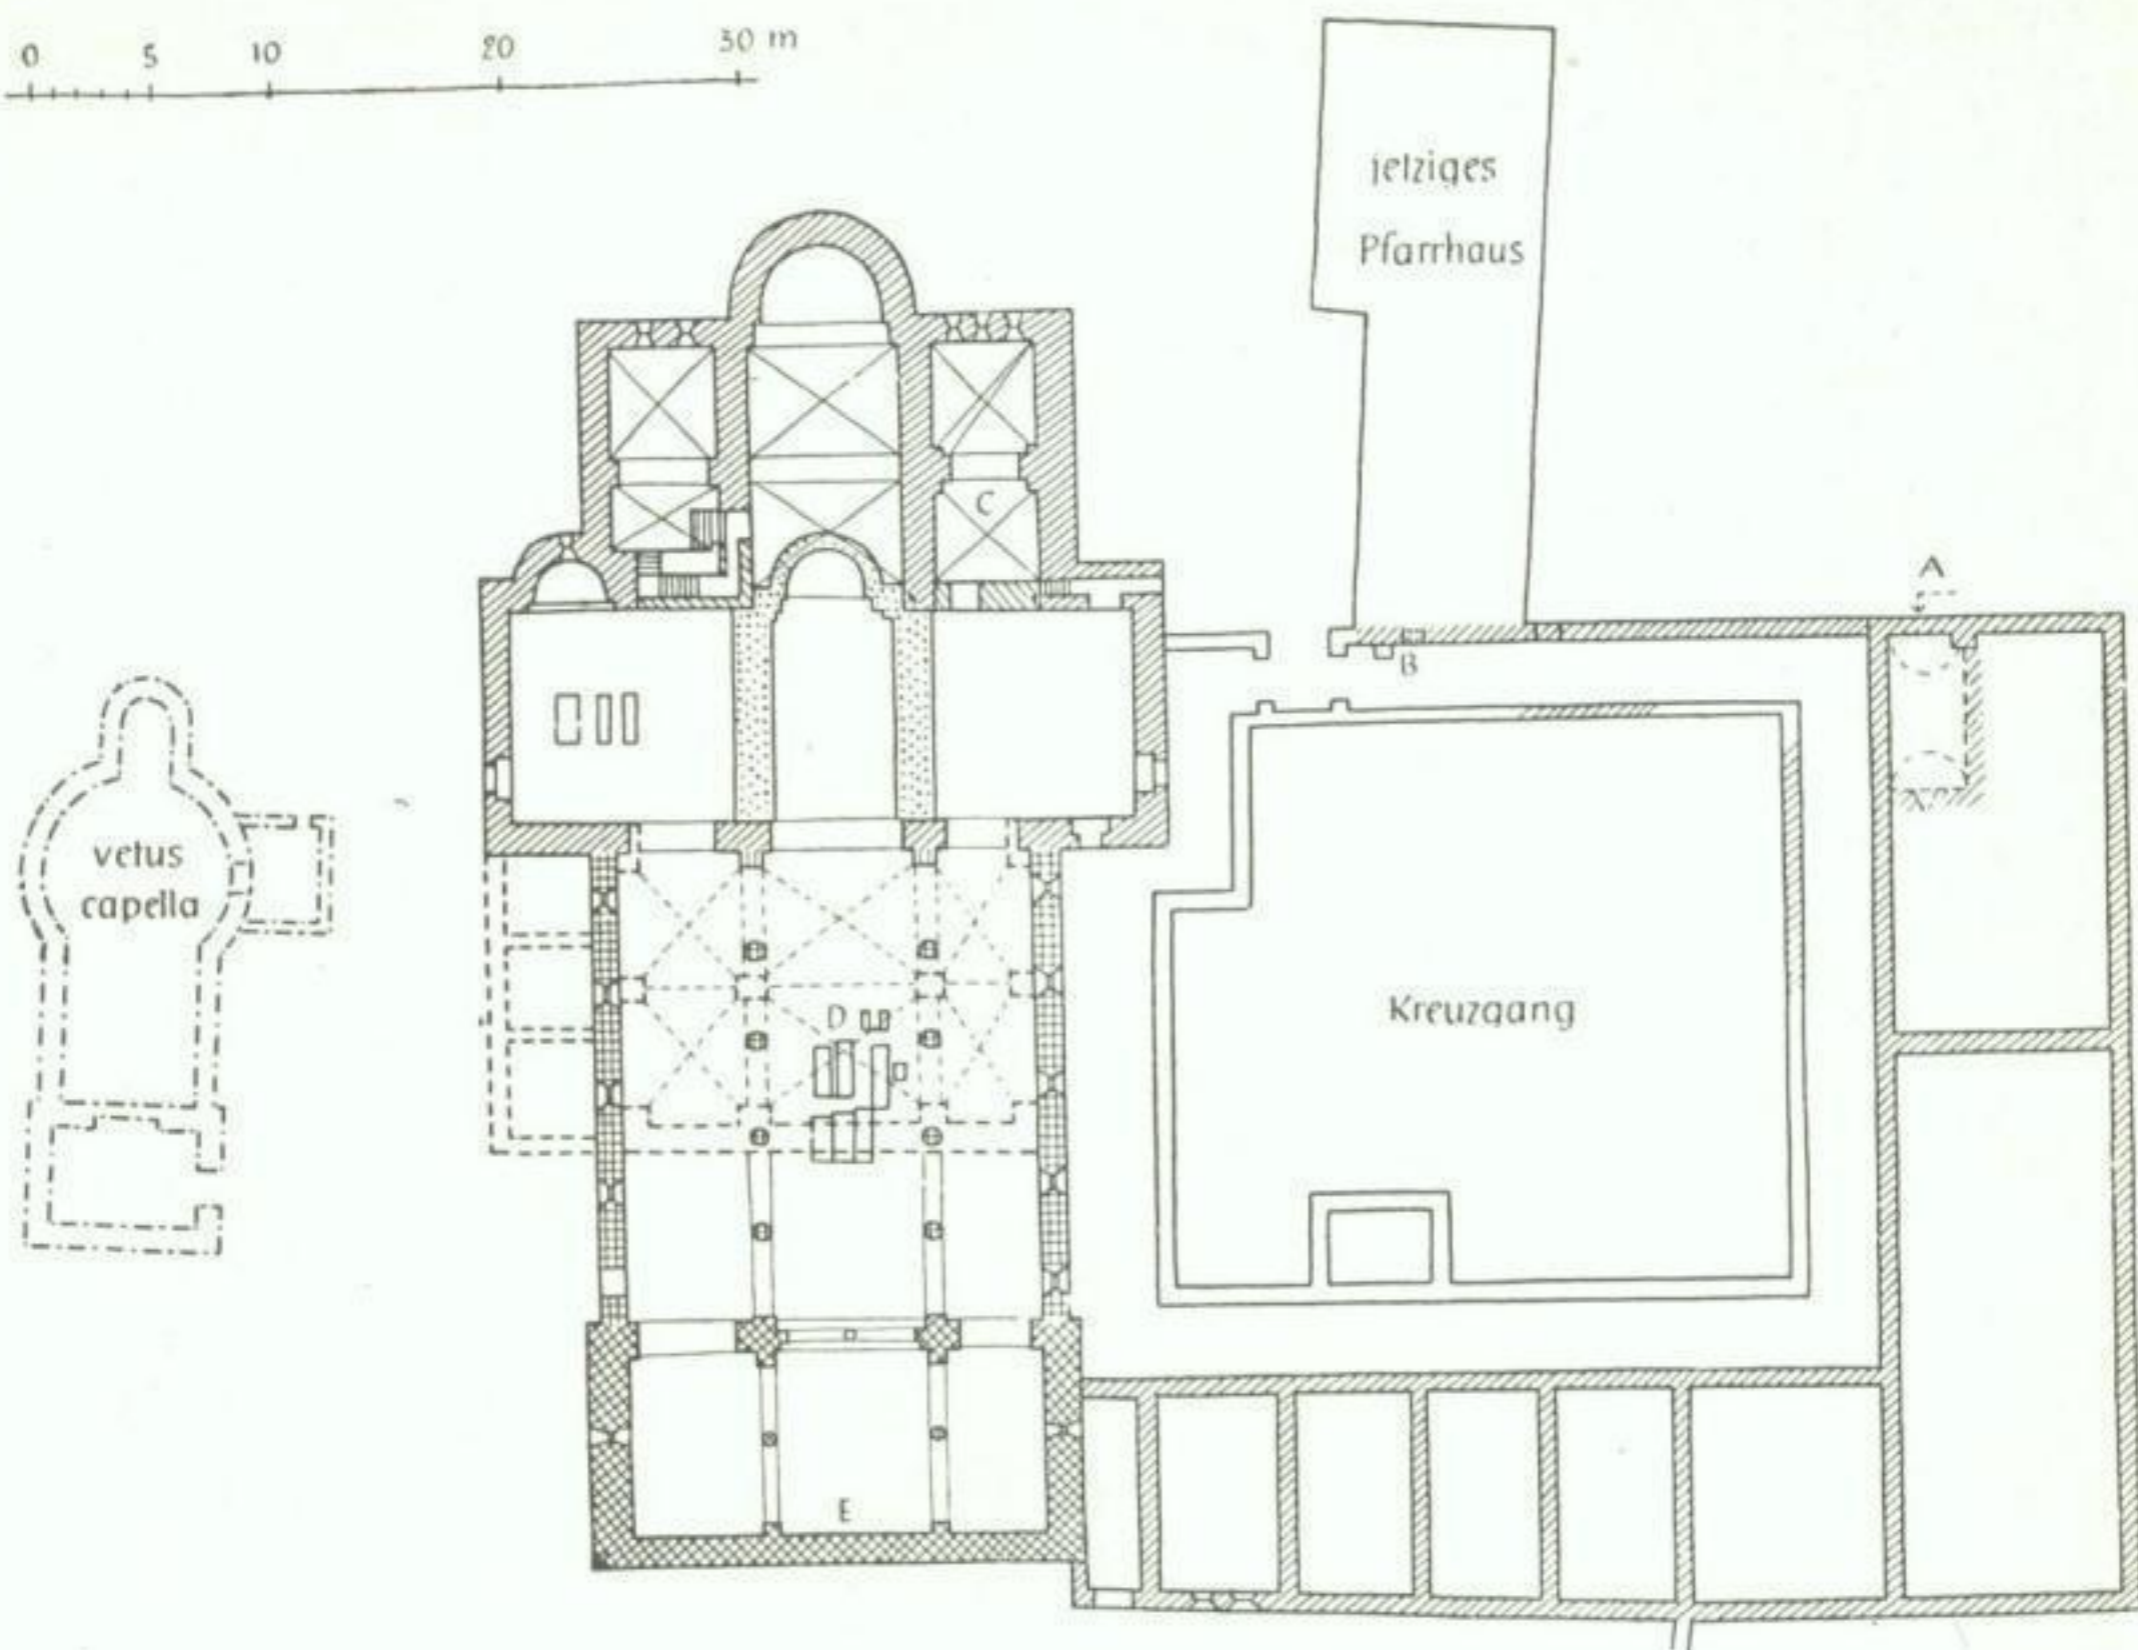 0 5 10 20 30 m
jetziges
Pfarrhaus
C
A
B
vetus
capella
D
Kreuzgang
E